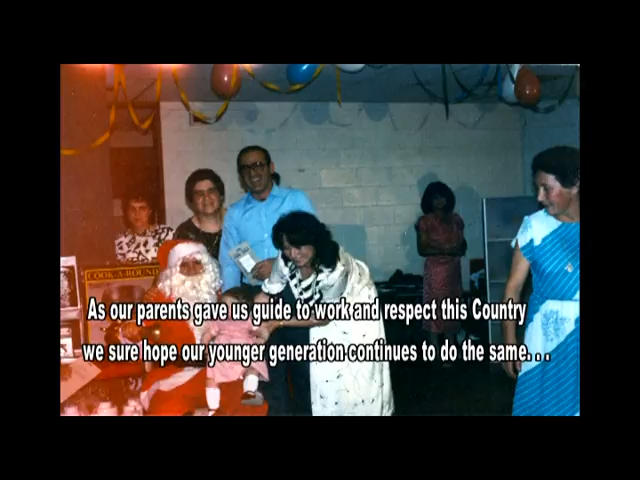 COOK-A-ROUND
As our parents gave us guide to work and respect this Country
we sure hope our younger generation continues to do the same. . .